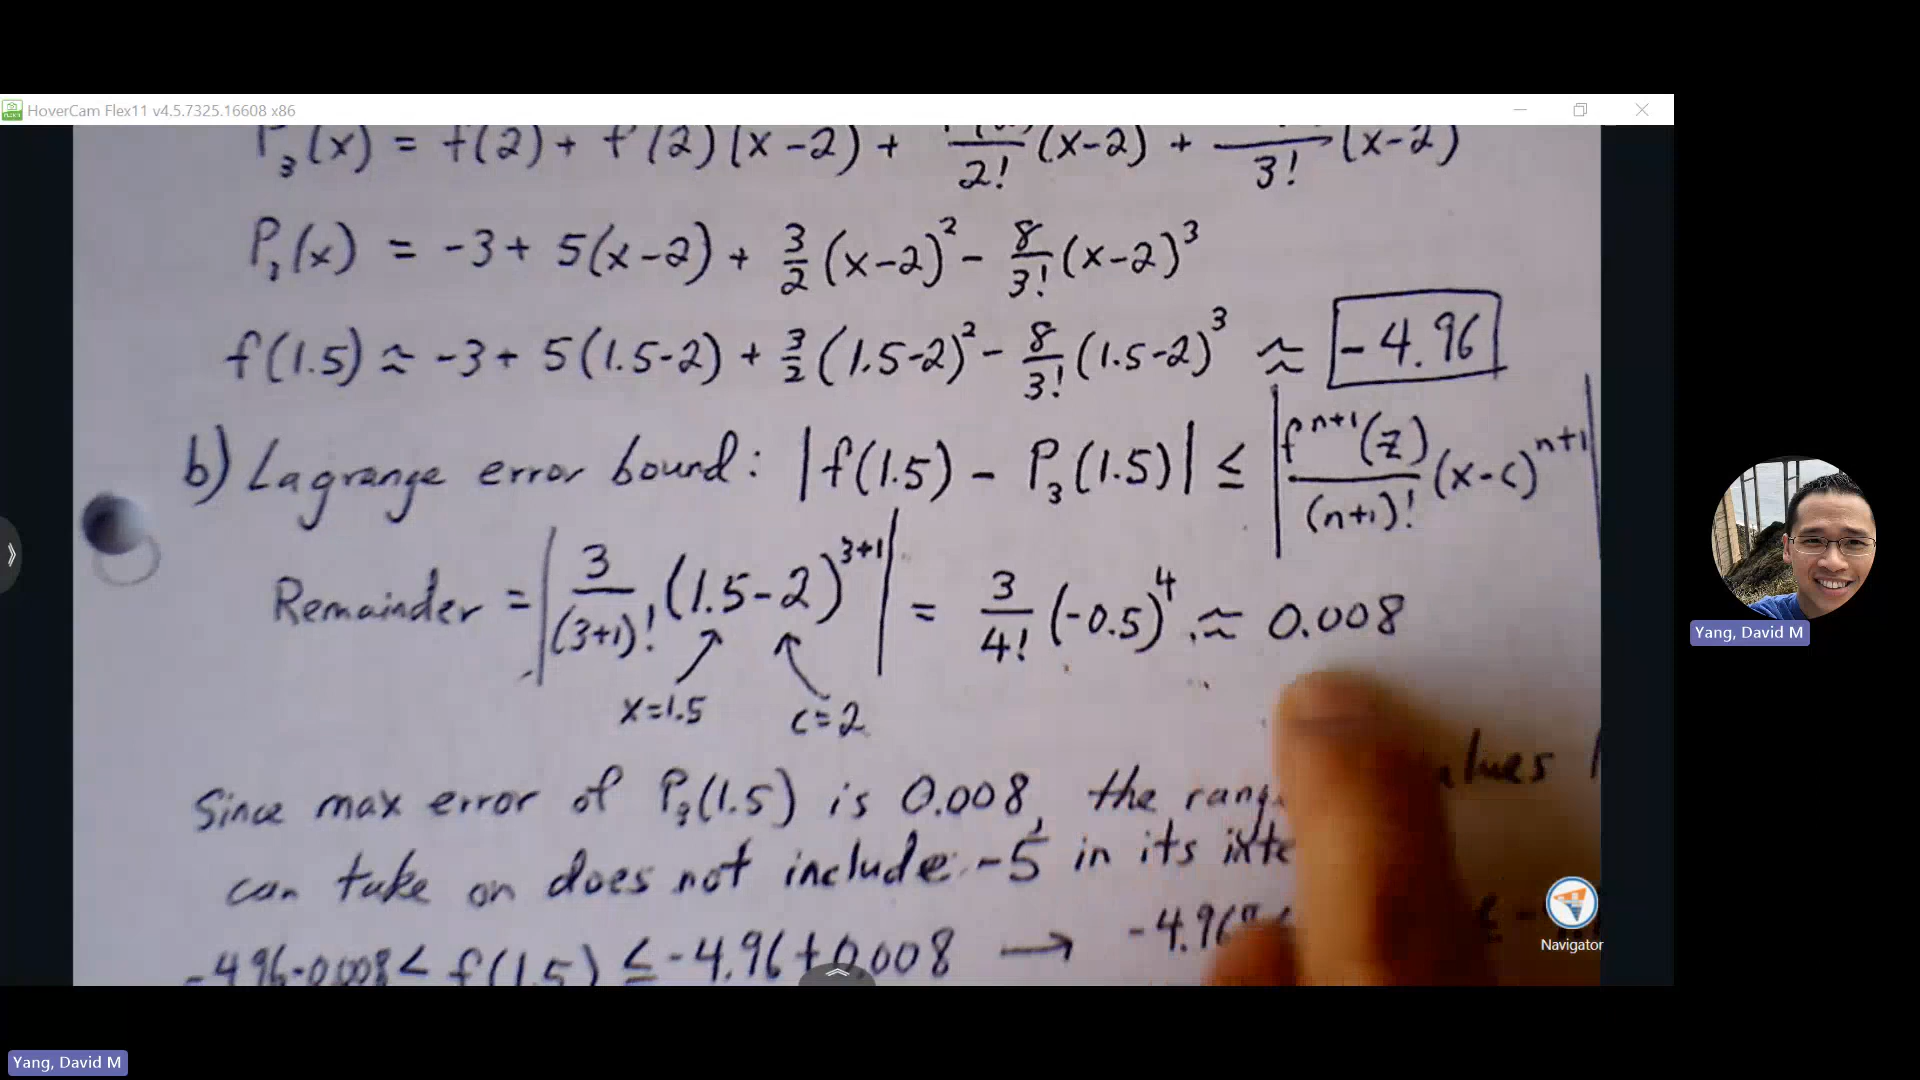 HoverCam Flex11 v4.5.7325.16608 x86
P₃(x) = f(2) + f'(2)(x-2) + /2! (x-2) + /3! (x-2)
P₃(x) = -3 + 5(x-2) + 3/2 (x-2)² - 8/3! (x-2)³
f(1.5) ≈ -3 + 5(1.5-2) + 3/2 (1.5-2)² - 8/3! (1.5-2)³ ≈ -4.96
b) Lagrange error bound: |f(1.5) - P₃(1.5)| ≤ |fⁿ⁺¹(z)/(n+1)! (x-c)ⁿ⁺¹|
Remainder = |3/(3+1)! (1.5-2)³⁺¹| = 3/4! (-0.5)⁴ ≈ 0.008
x=1.5 c=2
Since max error of P₃(1.5) is 0.008, the
can take on does not include -5 in its
-4.96-0.008 < f(1.5) ≤ -4.96+0.008 → -4.96
Navigator
Yang, David M
Yang, David M